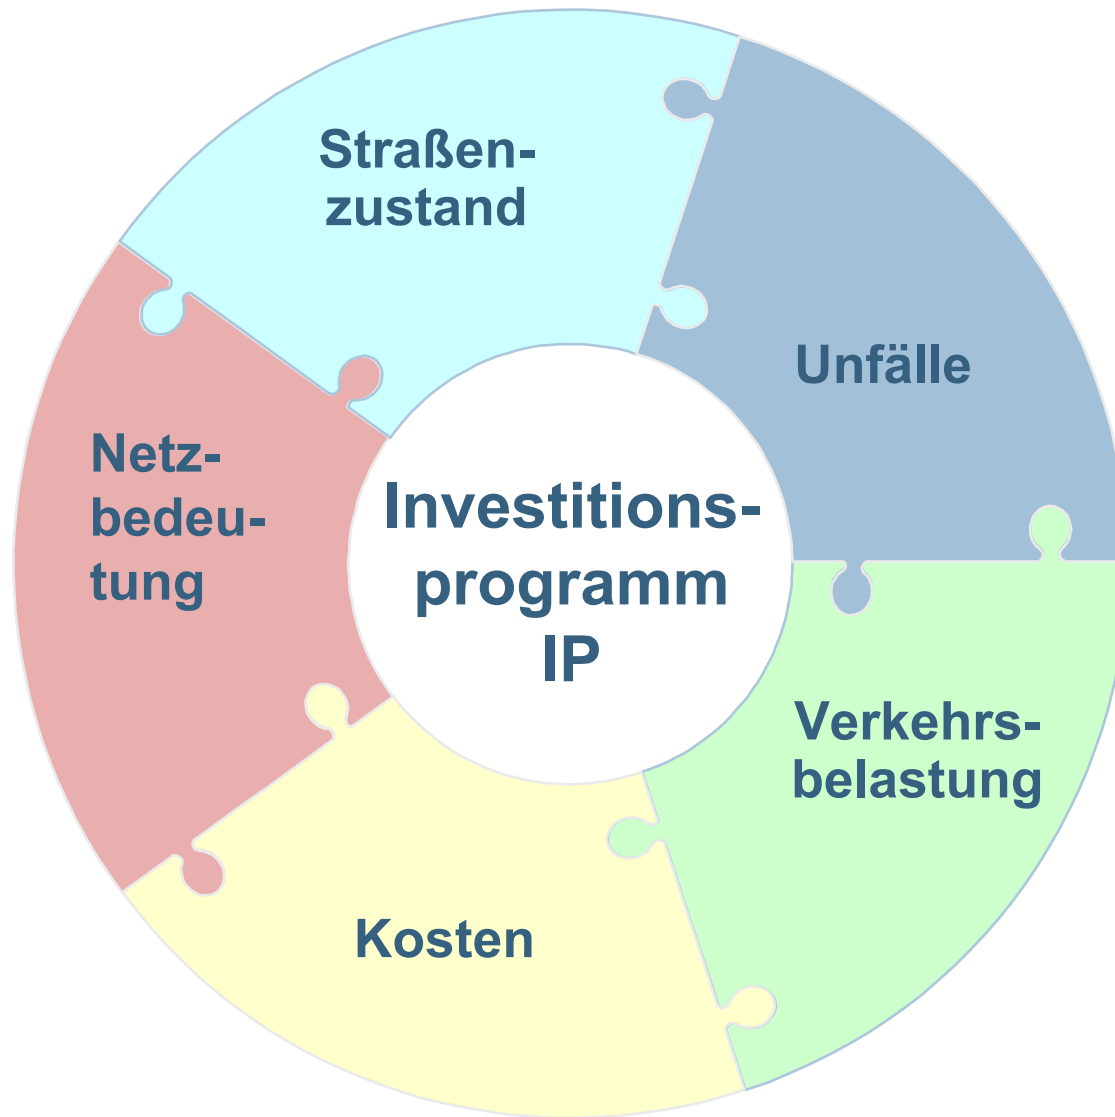 Straßen-
zustand
Unfälle
Netz-
bedeu-
tung
Investitions-
programm
IP
Verkehrs-
belastung
Kosten